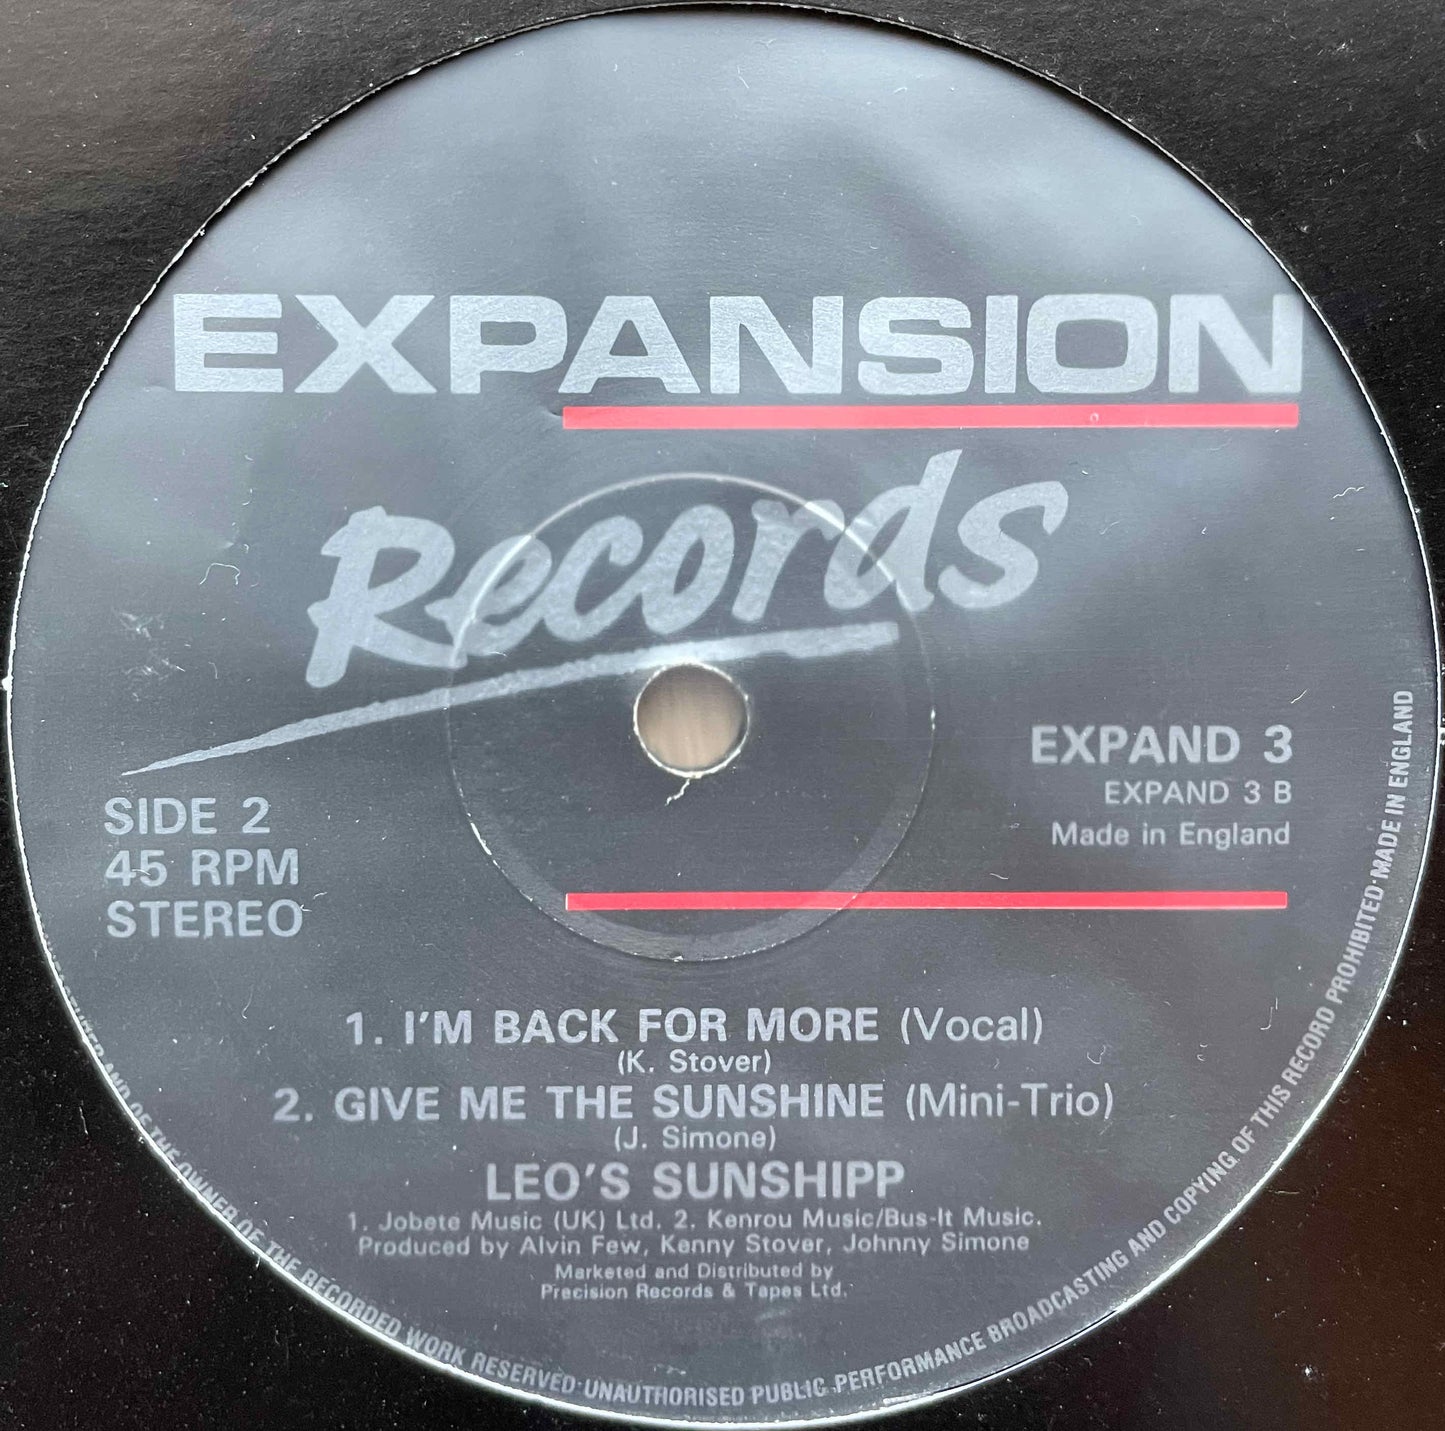 EXPANSION
Records
EXPAND 3
EXPAND 3 B
Made in England
SIDE 2
45 RPM
STEREO
1. I'M BACK FOR MORE (Vocal)
(K. Stover)
2. GIVE ME THE SUNSHINE (Mini-Trio)
(J. Simone)
LEO'S SUNSHIPP
1. Jobete Music (UK) Ltd. 2. Kenrou Music/Bus-It Music.
Produced by Alvin Few, Kenny Stover, Johnny Simone
Marketed and Distributed by
Precision Records & Tapes Ltd.
AND OF THE OWNER OF THE RECORDED WORK RESERVED·UNAUTHORISED PUBLIC PERFORMANCE BROADCASTING AND COPYING OF THIS RECORD PROHIBITED·MADE IN ENGLAND